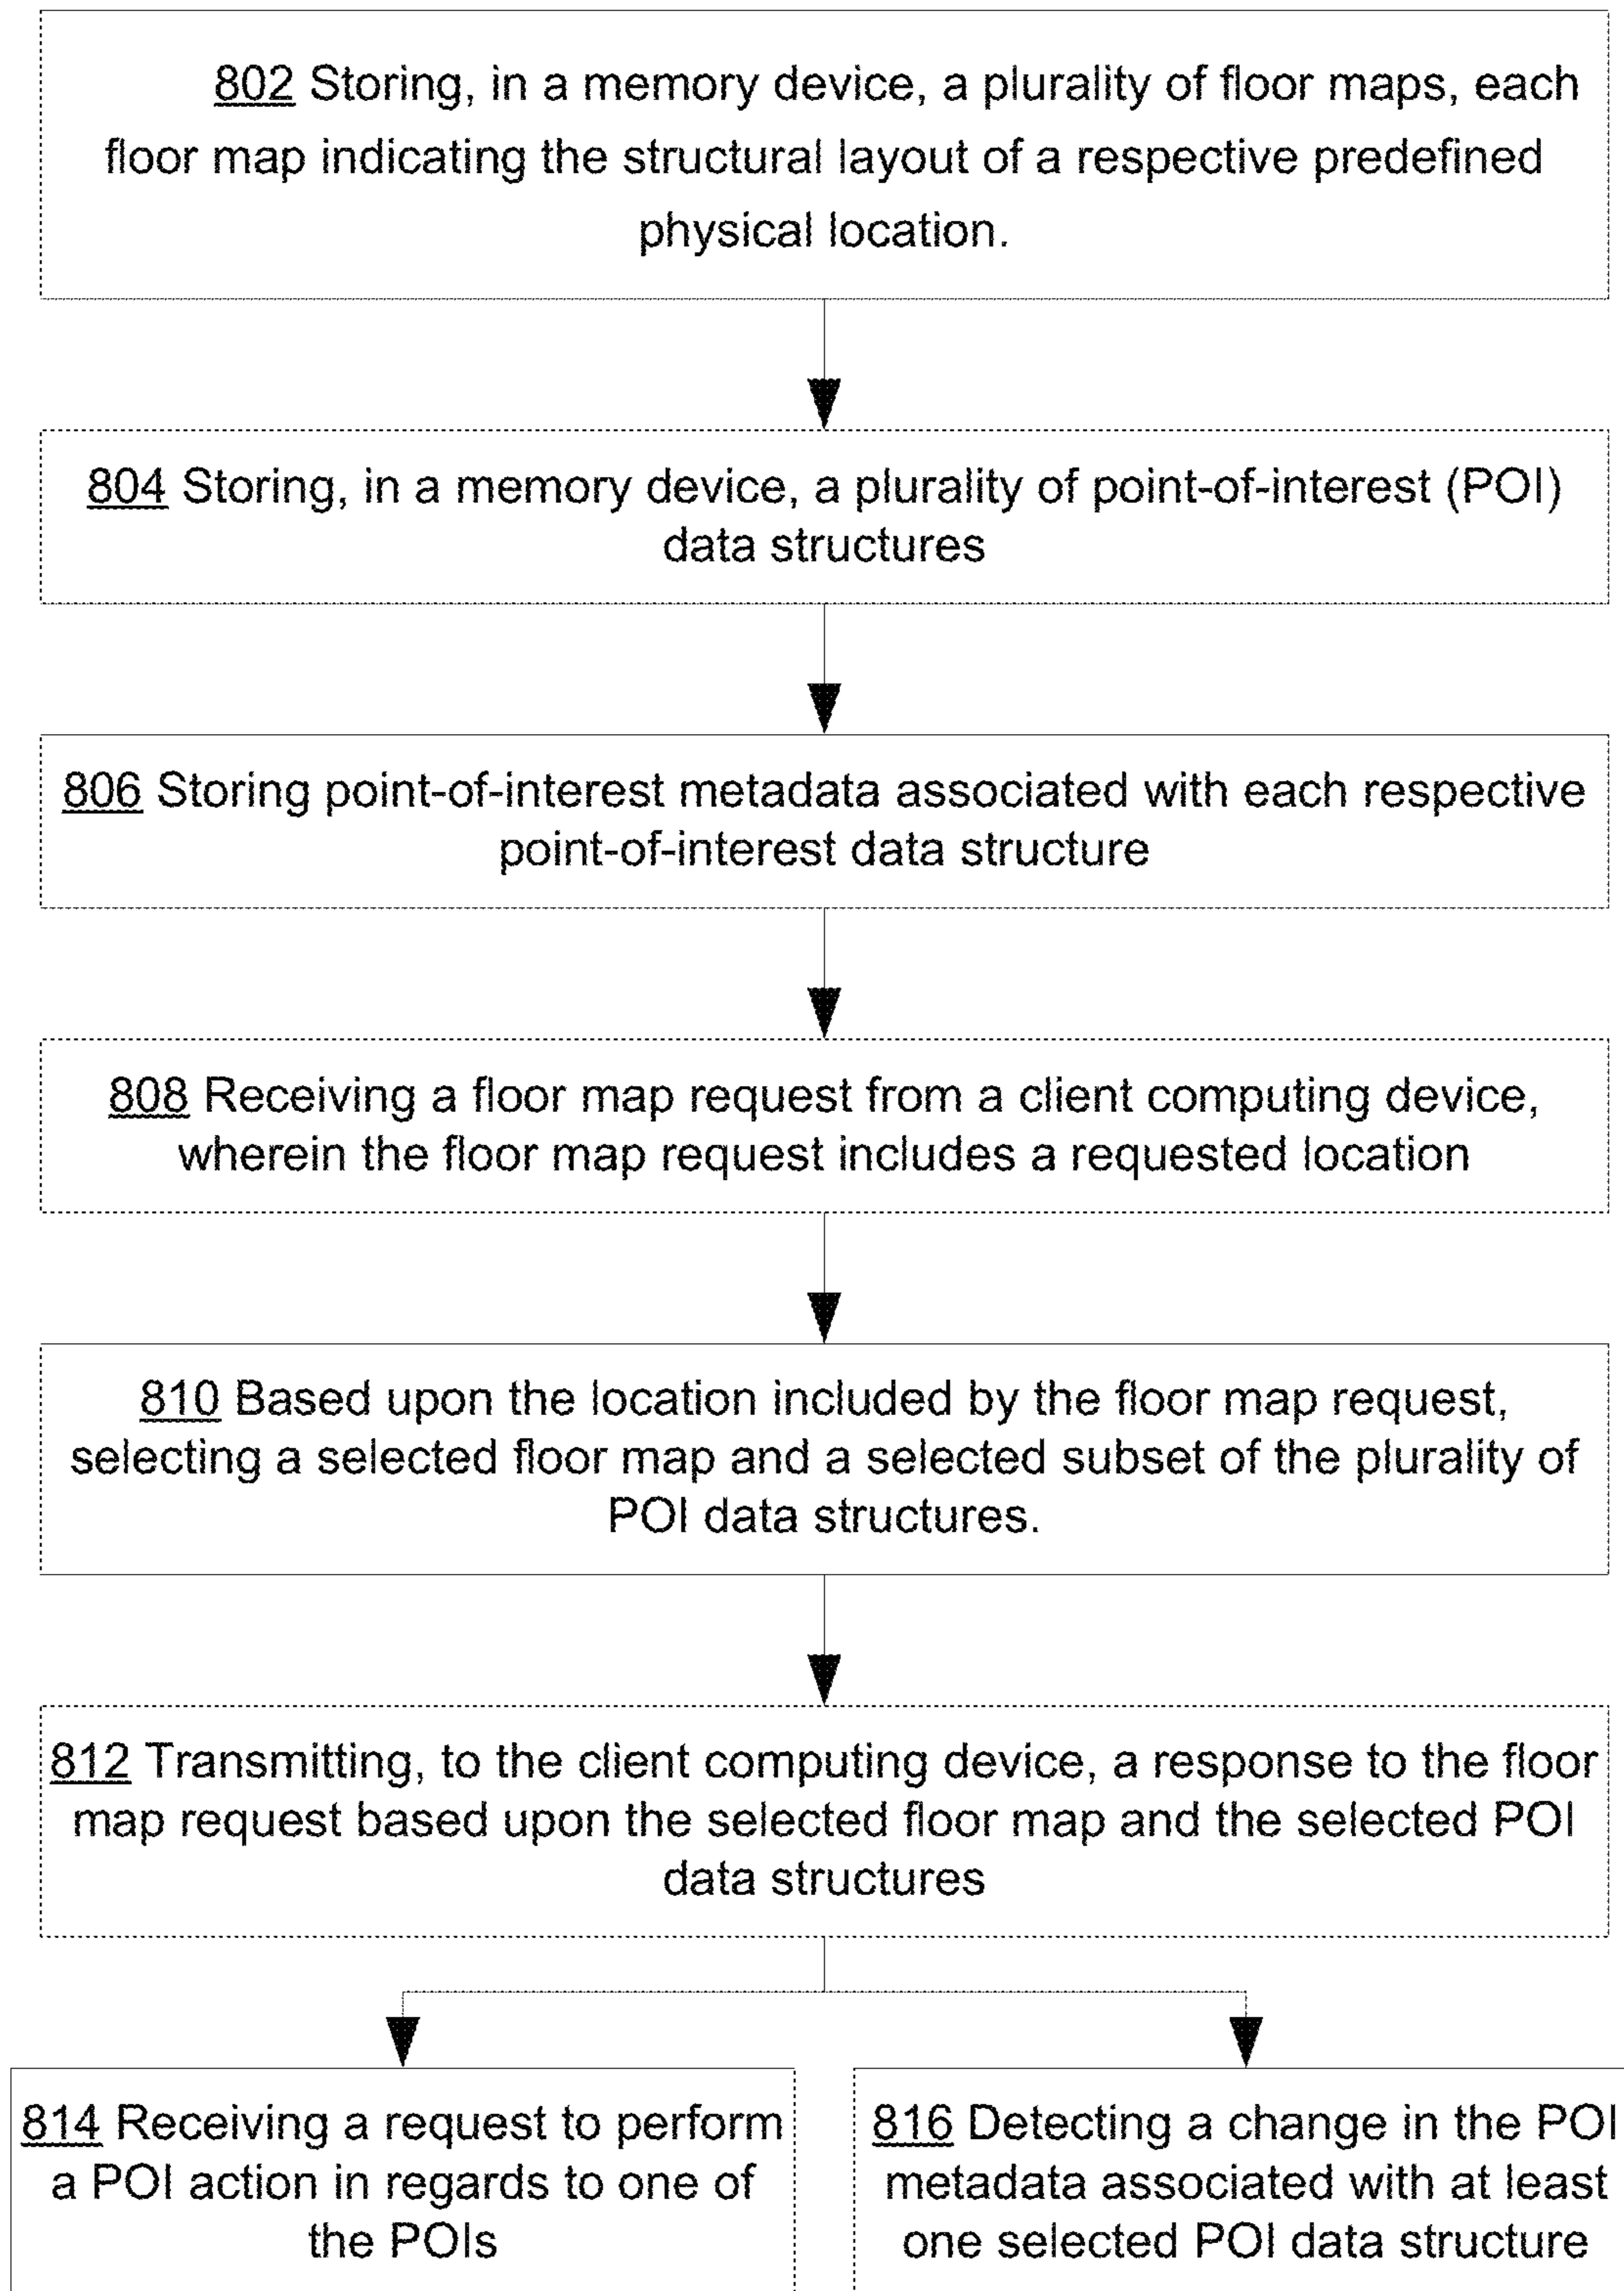 802 Storing, in a memory device, a plurality of floor maps, each
floor map indicating the structural layout of a respective predefined
physical location.
804 Storing, in a memory device, a plurality of point-of-interest (POI)
data structures
806 Storing point-of-interest metadata associated with each respective
point-of-interest data structure
808 Receiving a floor map request from a client computing device,
wherein the floor map request includes a requested location
810 Based upon the location included by the floor map request,
selecting a selected floor map and a selected subset of the plurality of
POI data structures.
812 Transmitting, to the client computing device, a response to the floor
map request based upon the selected floor map and the selected POI
data structures
814 Receiving a request to perform
a POI action in regards to one of
the POIs
816 Detecting a change in the POI
metadata associated with at least
one selected POI data structure